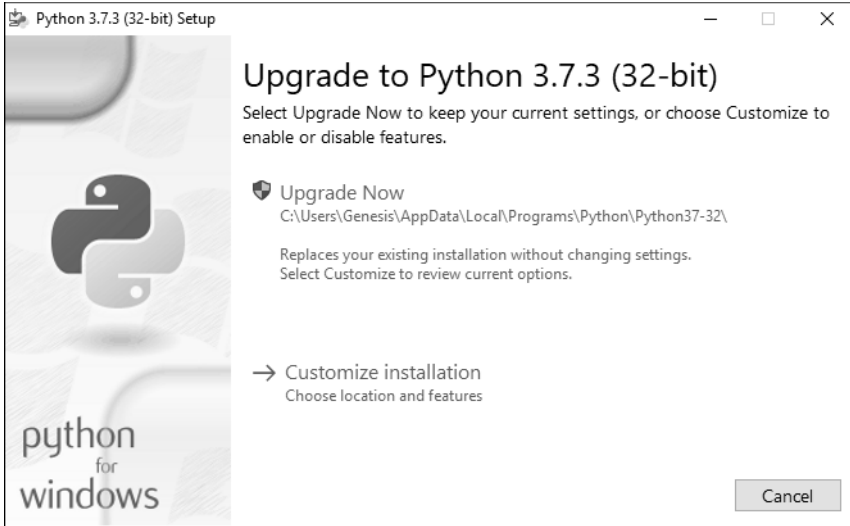 Python 3.7.3 (32-bit) Setup
Upgrade to Python 3.7.3 (32-bit)
Select Upgrade Now to keep your current settings, or choose Customize to
enable or disable features.
Upgrade Now
C:\Users\Genesis\AppData\Local\Programs\Python\Python37-32\
Replaces your existing installation without changing settings.
Select Customize to review current options.
Customize installation
Choose location and features
python
for
windows
Cancel